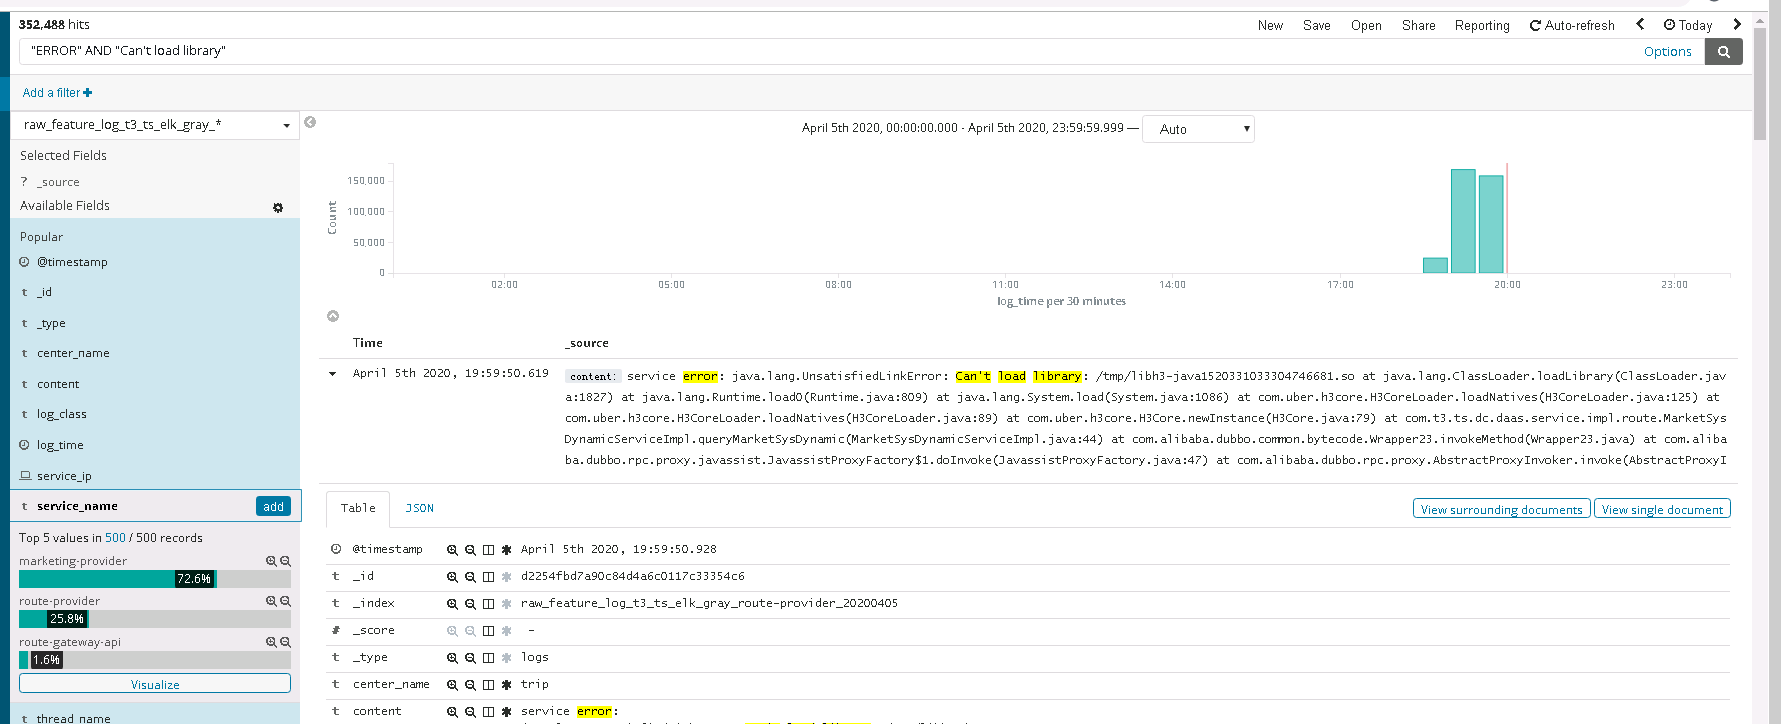 352,488 hits
New Save Open Share Reporting Auto-refresh Today
"ERROR" AND "Can't load library"
Options
Add a filter
raw_feature_log_t3_ts_elk_gray_*
April 5th 2020, 00:00:00.000 - April 5th 2020, 23:59:59.999 — Auto
Selected Fields
? _source
Available Fields
Popular
@timestamp
t _id
t _type
t center_name
t content
t log_class
log_time
service_ip
t service_name add
Top 5 values in 500 / 500 records
marketing-provider
72.6%
route-provider
25.8%
route-gateway-api
1.6%
Visualize
t thread_name
Count
150,000
100,000
50,000
0
02:00 05:00 08:00 11:00 14:00 17:00 20:00 23:00
log_time per 30 minutes
Time _source
April 5th 2020, 19:59:50.619
content: service error: java.lang.UnsatisfiedLinkError: Can't load library: /tmp/libh3-java1520331033304746681.so at java.lang.ClassLoader.loadLibrary(ClassLoader.jav
a:1827) at java.lang.Runtime.load0(Runtime.java:809) at java.lang.System.load(System.java:1086) at com.uber.h3core.H3CoreLoader.loadNatives(H3CoreLoader.java:125) at
com.uber.h3core.H3CoreLoader.loadNatives(H3CoreLoader.java:89) at com.uber.h3core.H3Core.newInstance(H3Core.java:79) at com.t3.ts.dc.daas.service.impl.route.MarketSys
DynamicServiceImpl.queryMarketSysDynamic(MarketSysDynamicServiceImpl.java:44) at com.alibaba.dubbo.common.bytecode.Wrapper23.invokeMethod(Wrapper23.java) at com.aliba
ba.dubbo.rpc.proxy.javassist.JavassistProxyFactory$1.doInvoke(JavassistProxyFactory.java:47) at com.alibaba.dubbo.rpc.proxy.AbstractProxyInvoker.invoke(AbstractProxyI
Table JSON View surrounding documents View single document
@timestamp April 5th 2020, 19:59:50.928
t _id d2254fbd7a90c84d4a6c0117c33354c6
t _index raw_feature_log_t3_ts_elk_gray_route-provider_20200405
# _score -
t _type logs
t center_name trip
t content service error: